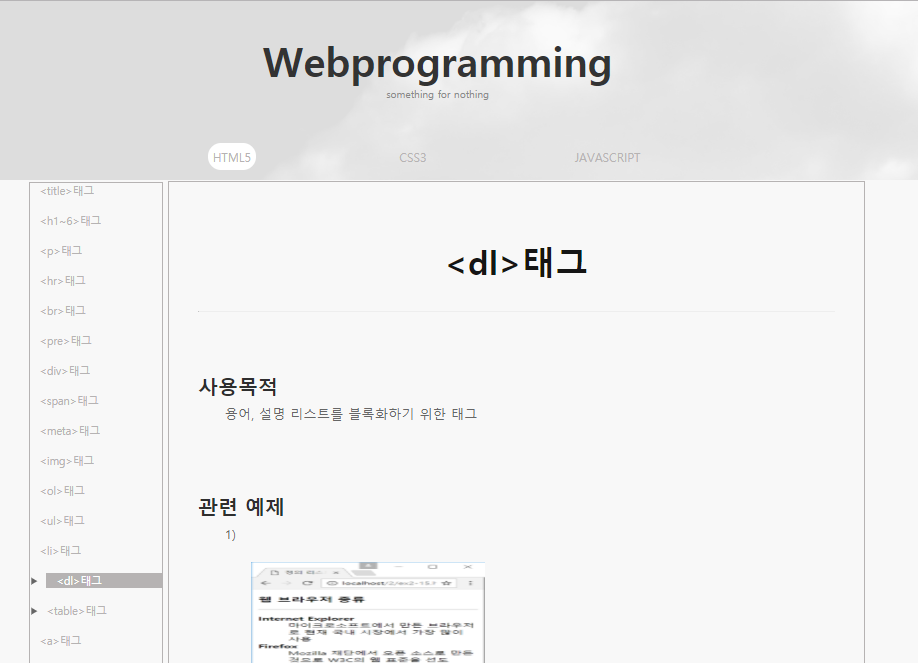 Webprogramming
something for nothing
HTML5
CSS3
JAVASCRIPT
<title>태그
<h1~6>태그
<p>태그
<hr>태그
<br>태그
<pre>태그
<div>태그
<span>태그
<meta>태그
<img>태그
<ol>태그
<ul>태그
<li>태그
<dl>태그
<table>태그
<a>태그
<dl>태그
사용목적
용어, 설명 리스트를 블록화하기 위한 태그
관련 예제
1)
localhost/2/ex2-15.h
웹 브라우저 종류
Internet Explorer
마이크로소프트에서 만든 브라우저
로 현재 국내 시장에서 가장 많이
사용
Firefox
Mozilla 재단에서 오픈 소스로 만든
것으로 W3C의 웹 표준을 선도